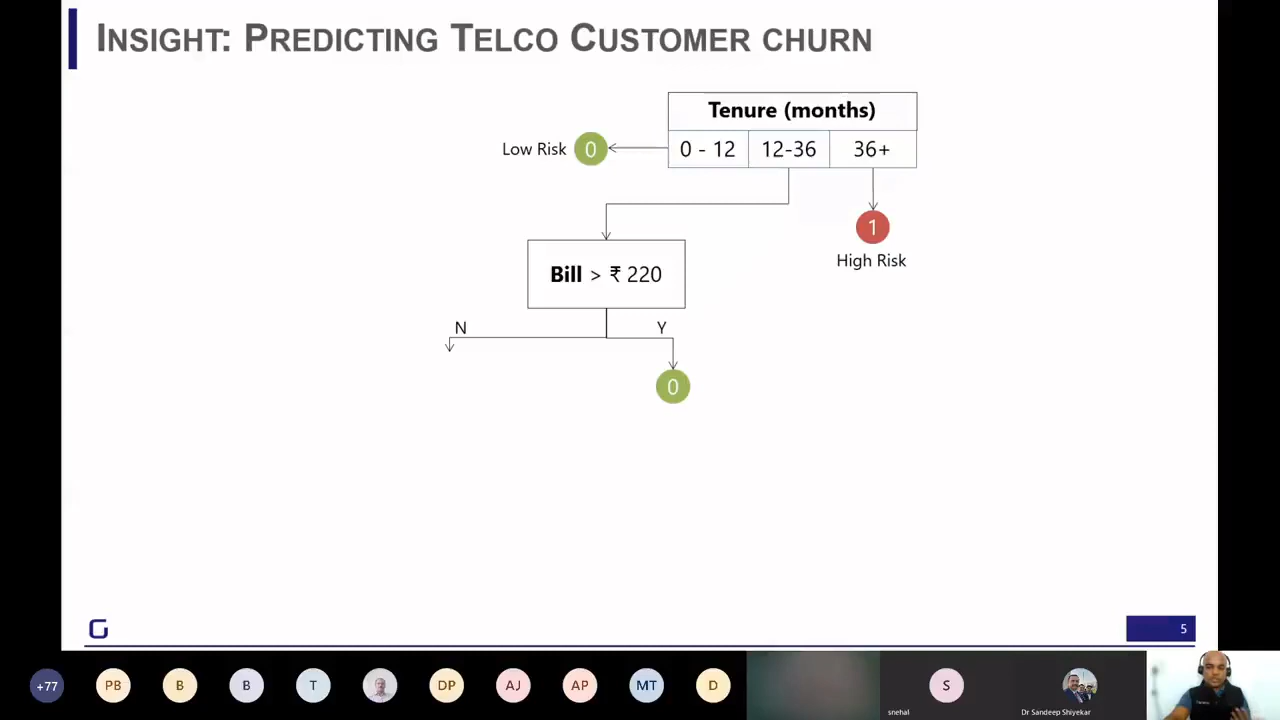 INSIGHT: PREDICTING TELCO CUSTOMER CHURN
Tenure (months)
Low Risk 0 0 - 12 12-36 36+
1
High Risk
Bill > ₹ 220
N Y
0
G 5
+77 PB B B T DP AJ AP MT D S
snehal Dr Sandeep Shiyekar